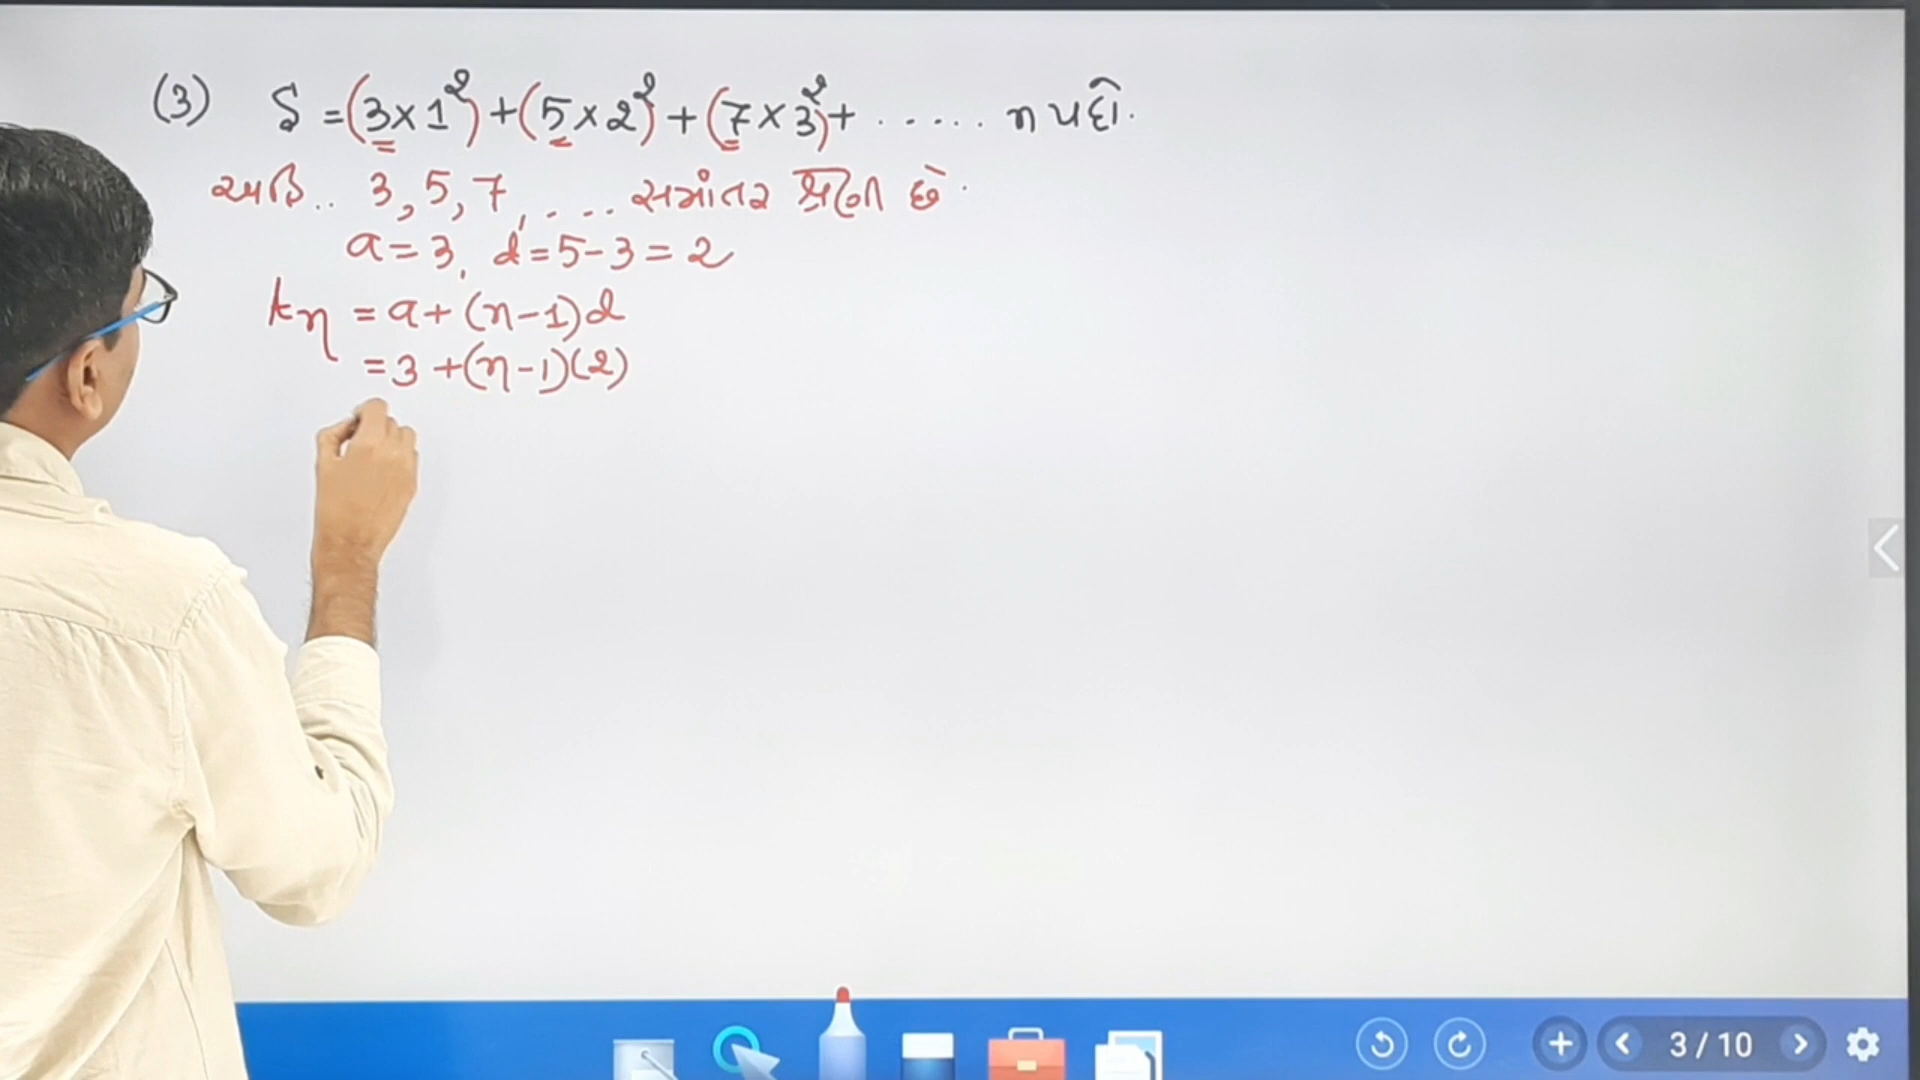 (3) S = (3×1²) + (5×2²) + (7×3²) + ..... n પદો.
અહીં.. 3, 5, 7, .... સમાંતર શ્રેણી છે.
a = 3, d = 5-3 = 2
tn = a + (n-1)d
= 3 + (n-1)(2)
3 / 10